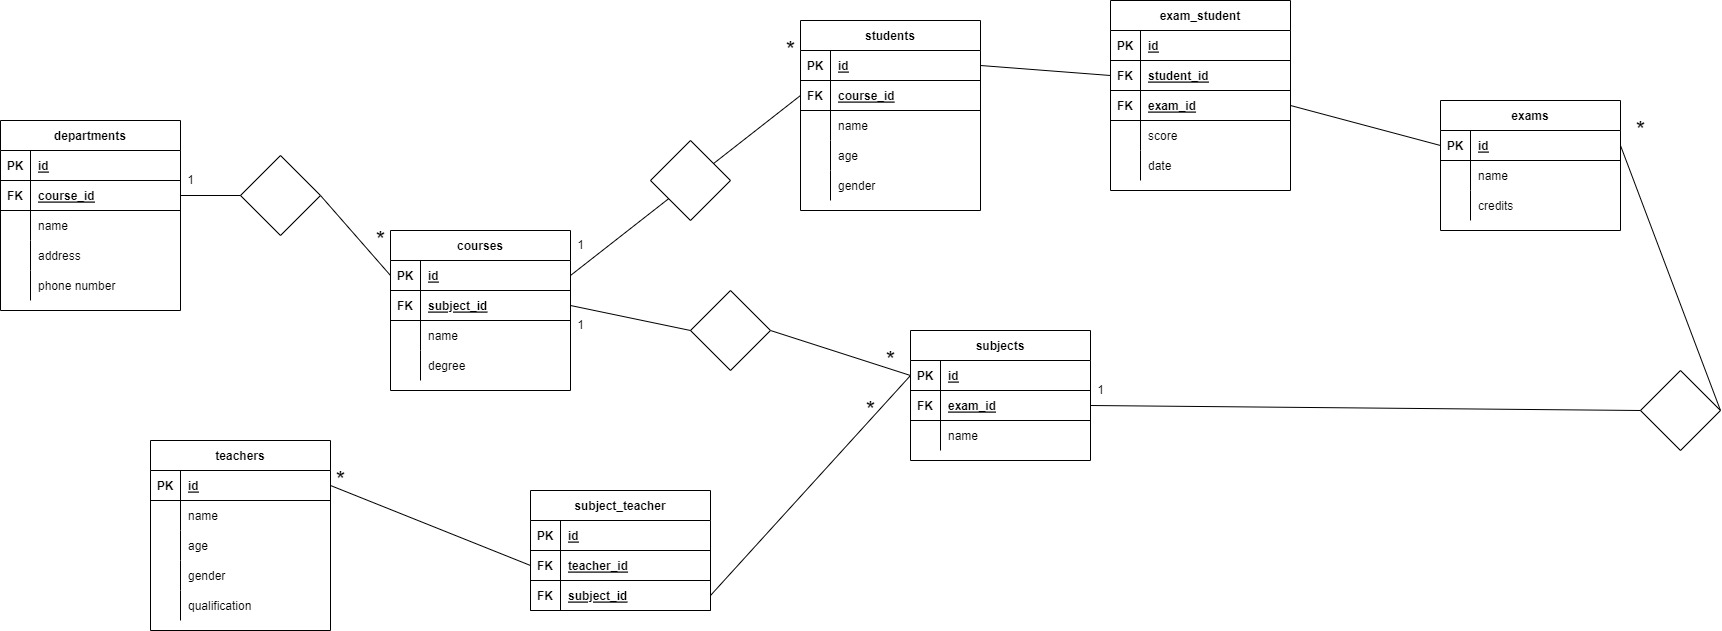 departments
PK id
FK course_id
name
address
phone number
1
*
courses
PK id
FK subject_id
name
degree
1
1
*
students
PK id
FK course_id
name
age
gender
exam_student
PK id
FK student_id
FK exam_id
score
date
exams
PK id
name
credits
*
*
*
subjects
PK id
FK exam_id
name
1
teachers
PK id
name
age
gender
qualification
*
subject_teacher
PK id
FK teacher_id
FK subject_id